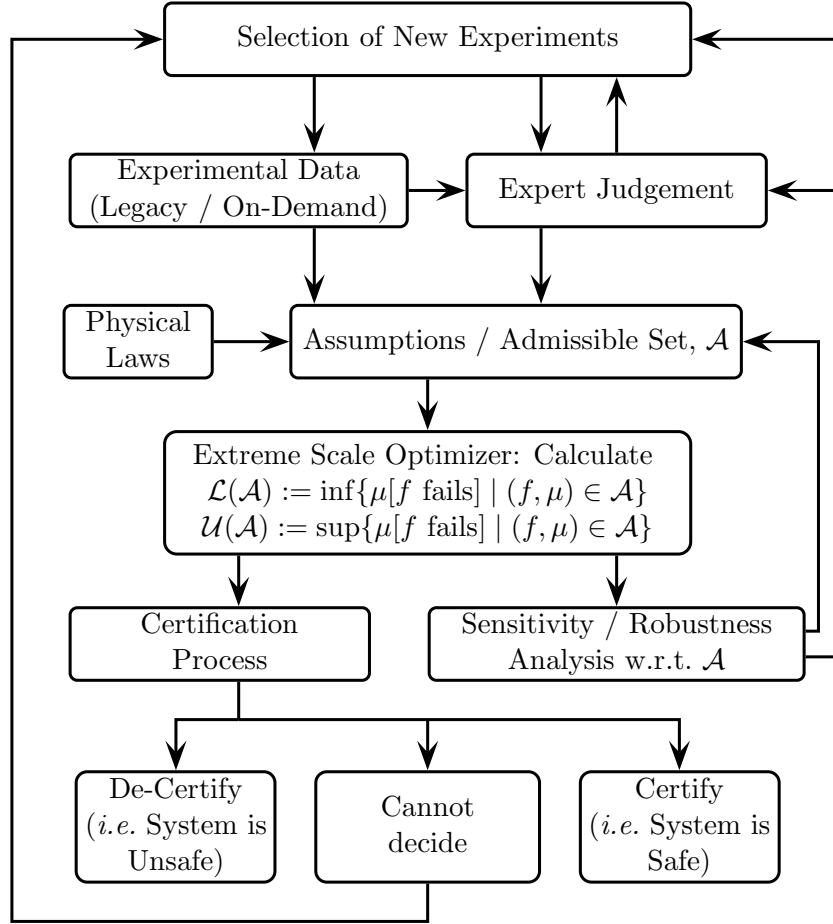 Selection of New Experiments
Experimental Data
(Legacy / On-Demand)
Expert Judgement
Physical
Laws
Assumptions / Admissible Set, 𝒜
Extreme Scale Optimizer: Calculate
ℒ(𝒜) := inf{μ[f fails] | (f, μ) ∈ 𝒜}
𝒰(𝒜) := sup{μ[f fails] | (f, μ) ∈ 𝒜}
Certification
Process
Sensitivity / Robustness
Analysis w.r.t. 𝒜
De-Certify
(i.e. System is
Unsafe)
Cannot
decide
Certify
(i.e. System is
Safe)